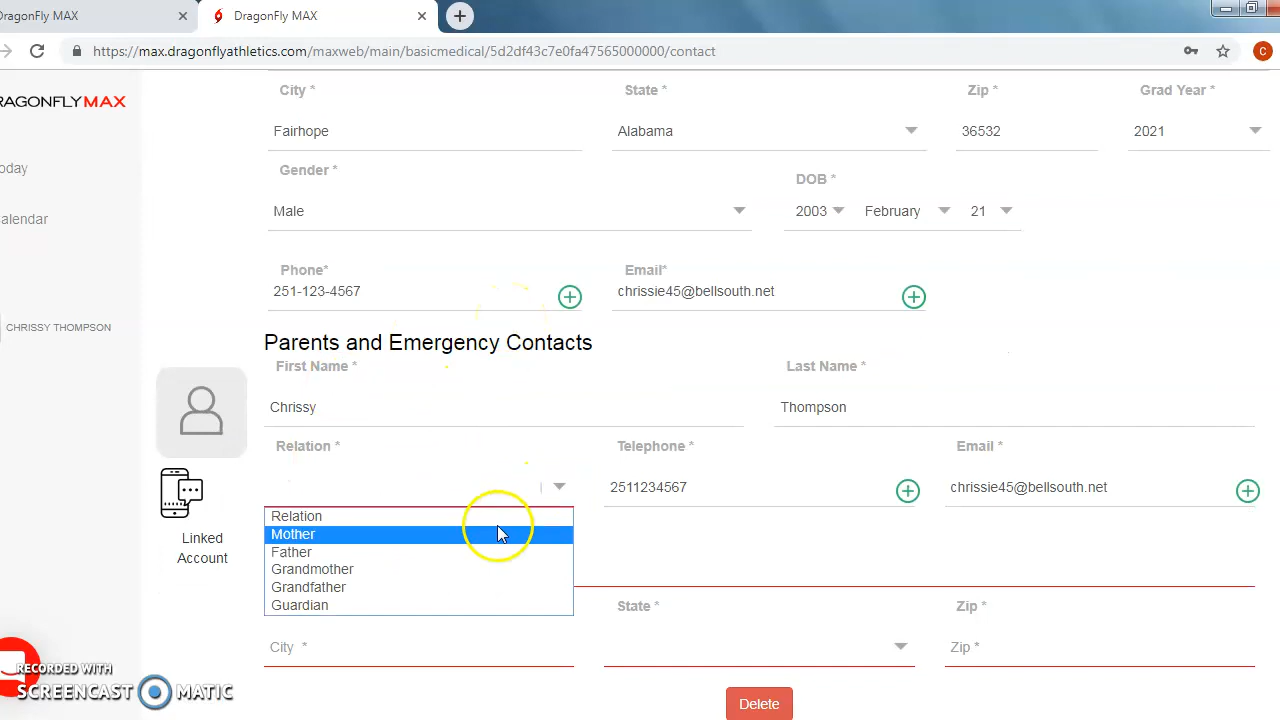 DragonFly MAX
DragonFly MAX
https://max.dragonflyathletics.com/maxweb/main/basicmedical/5d2df43c7e0fa47565000000/contact
C
RAGONFLYMAX
oday
alendar
CHRISSY THOMPSON
City *
State *
Zip *
Grad Year *
Fairhope
Alabama
36532
2021
Gender *
DOB *
Male
2003
February
21
Phone*
Email*
251-123-4567
chrissie45@bellsouth.net
Parents and Emergency Contacts
First Name *
Last Name *
Chrissy
Thompson
Relation *
Telephone *
Email *
2511234567
chrissie45@bellsouth.net
Relation
Mother
Father
Grandmother
Grandfather
Guardian
Linked
Account
State *
Zip *
City *
Zip *
Delete
RECORDED WITH
SCREENCAST MATIC